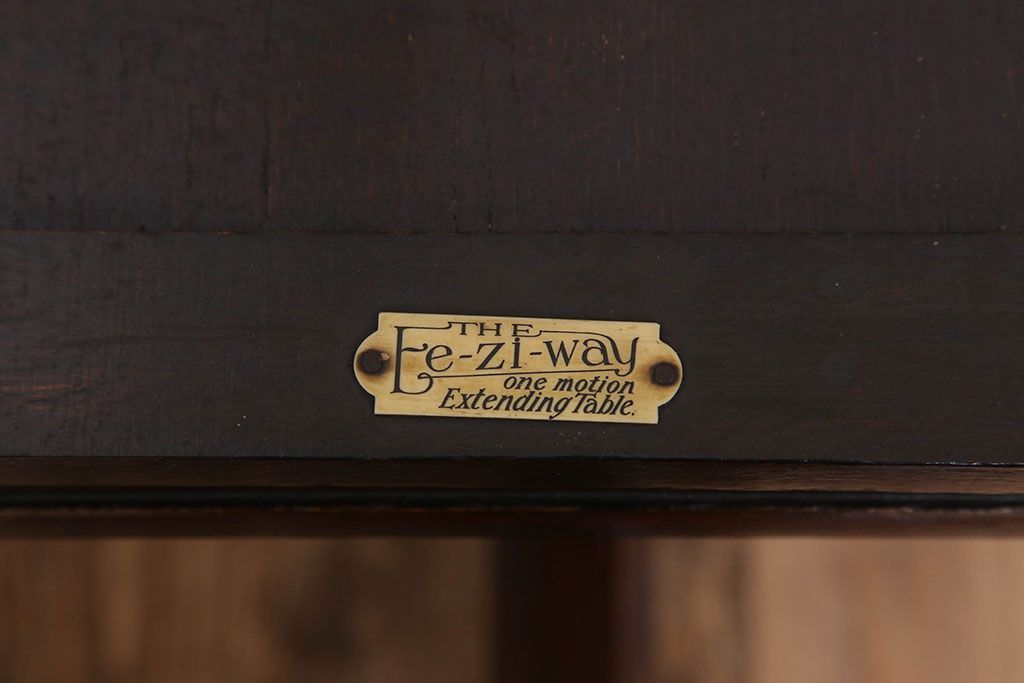 THE
Ee-zi-way
one motion
Extending Table.